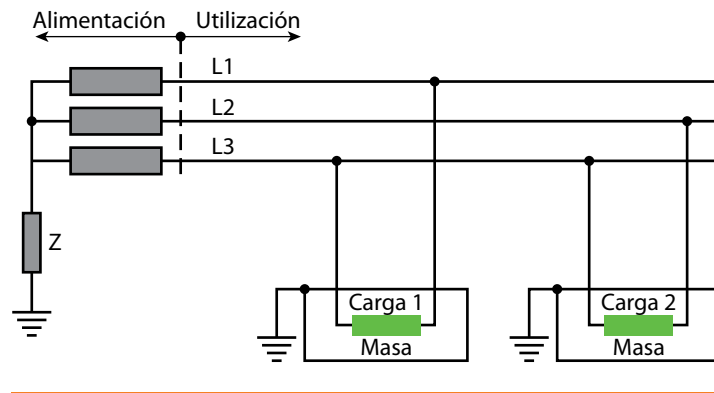 Alimentación Utilización
L1
L2
L3
Z
Carga 1 Carga 2
Masa Masa